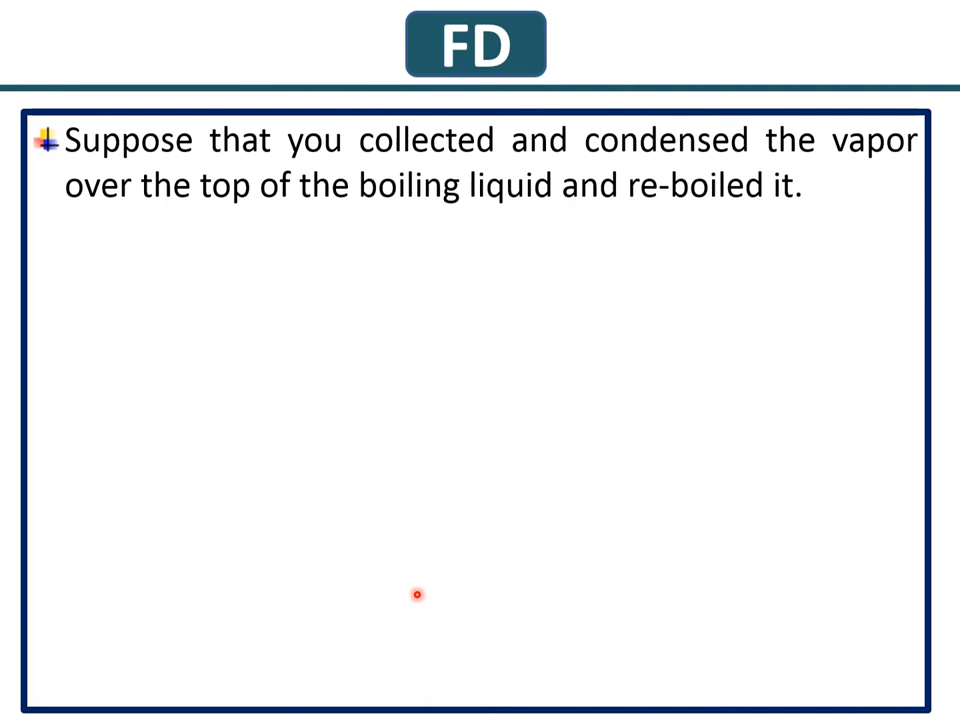 FD
Suppose that you collected and condensed the vapor
over the top of the boiling liquid and re-boiled it.